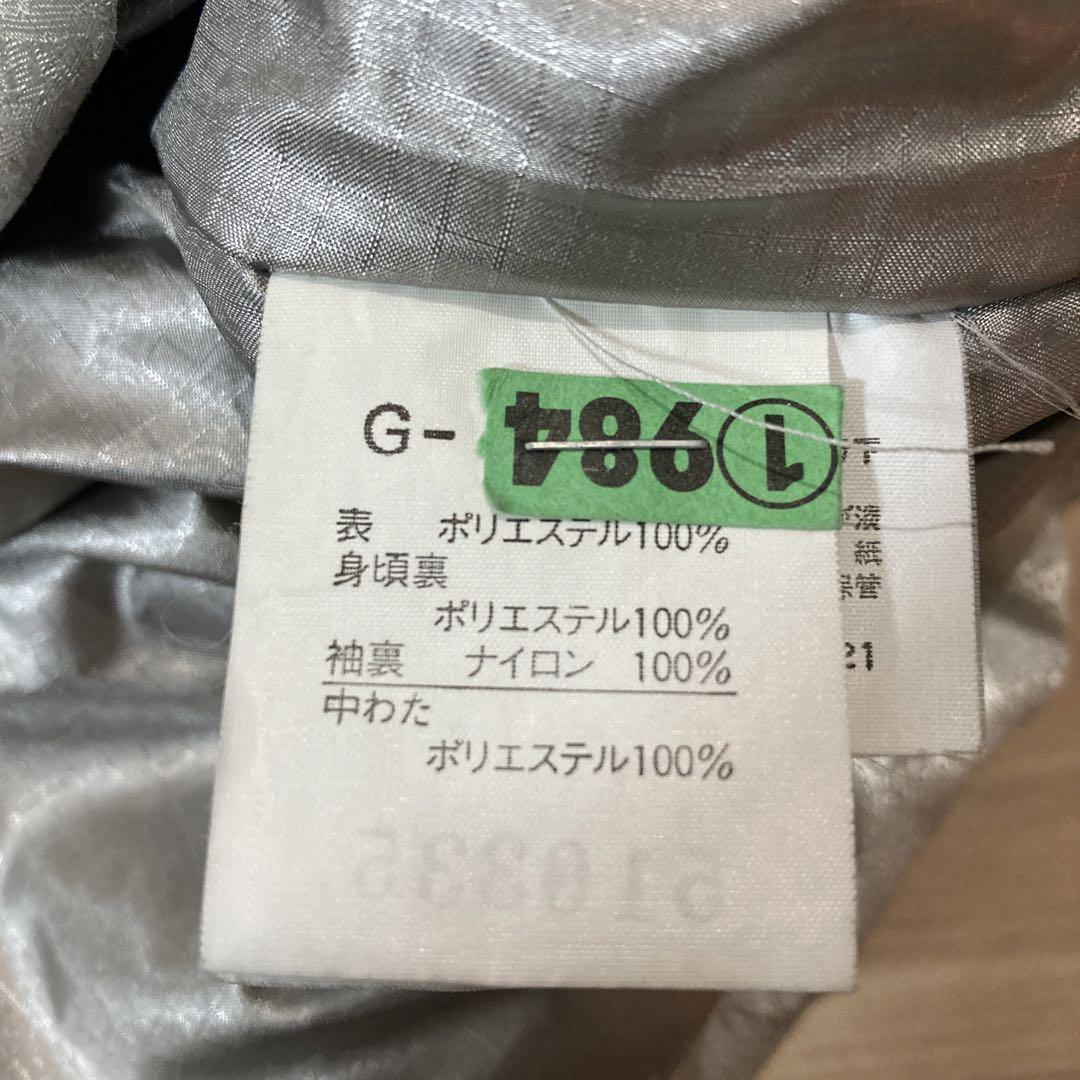 G-
①984
表 ポリエステル100%
身頃裏
ポリエステル100%
袖裏 ナイロン 100%
中わた
ポリエステル100%
510335